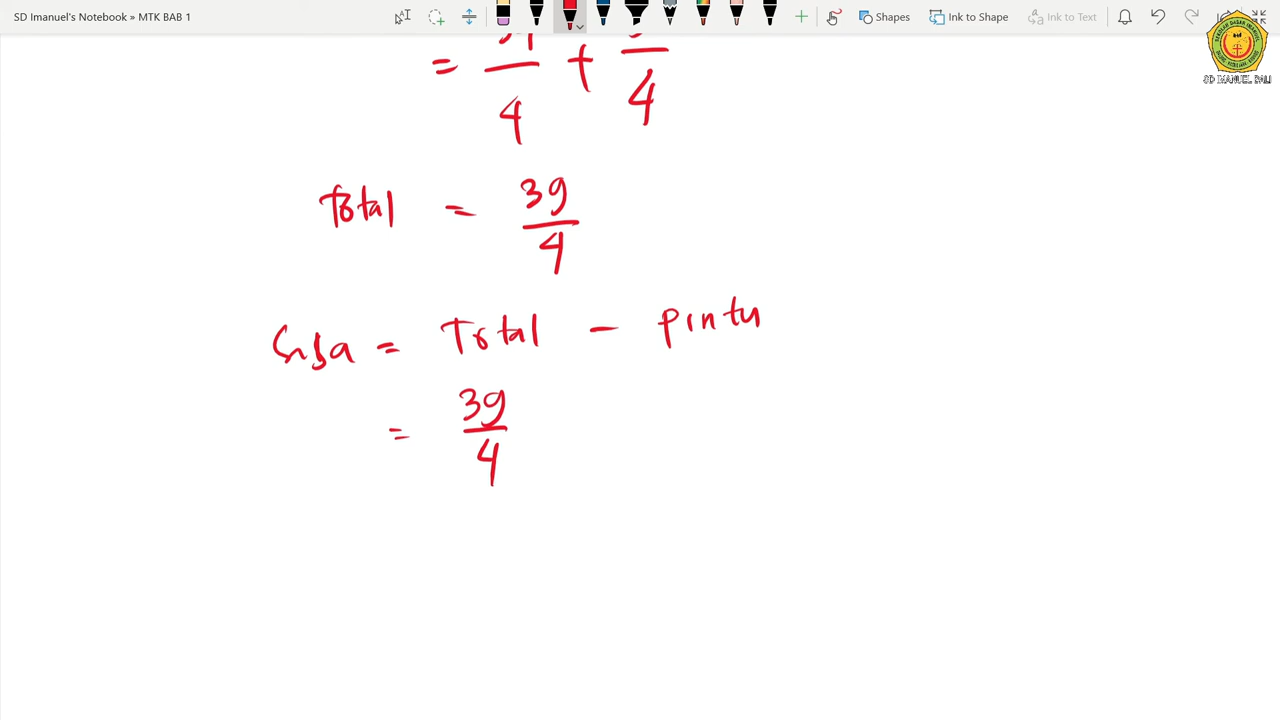 SD Imanuel's Notebook » MTK BAB 1
Shapes Ink to Shape Ink to Text
SD IMANUEL BALI
= — + —
4 4
Total = 39
4
Sisa = Total - pintu
= 39
4